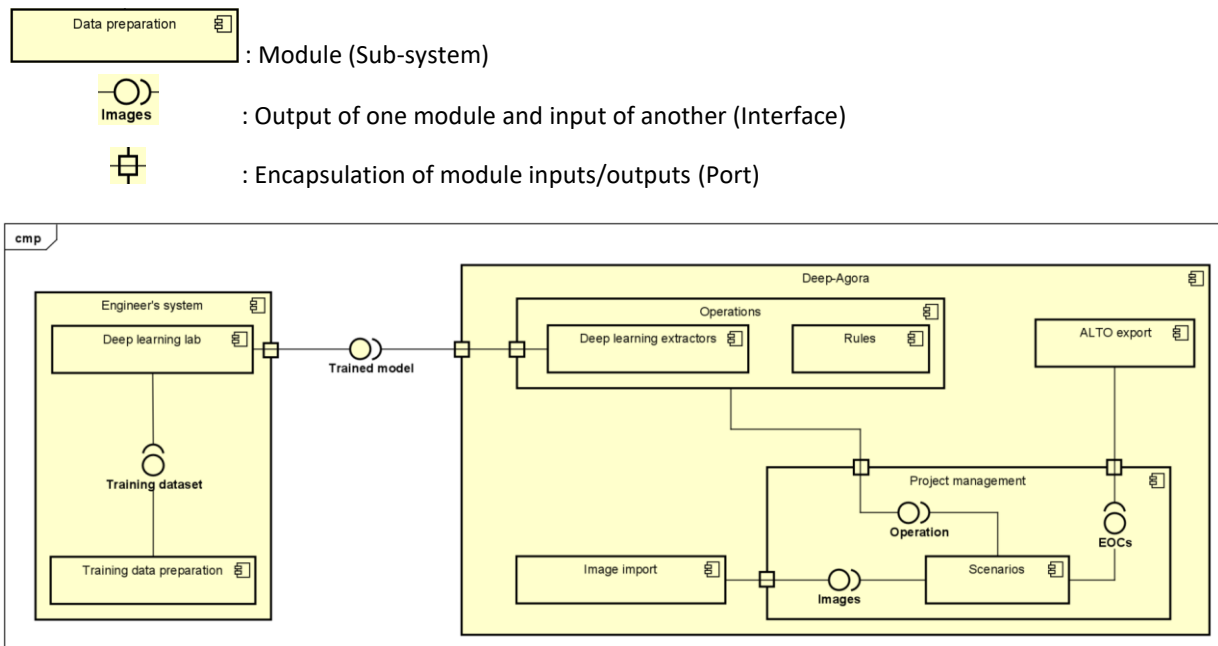 Data preparation
: Module (Sub-system)
Images
: Output of one module and input of another (Interface)
: Encapsulation of module inputs/outputs (Port)
cmp
Engineer's system
Deep learning lab
Training dataset
Training data preparation
Trained model
Deep-Agora
Operations
Deep learning extractors
Rules
ALTO export
Project management
Operation
EOCs
Image import
Images
Scenarios